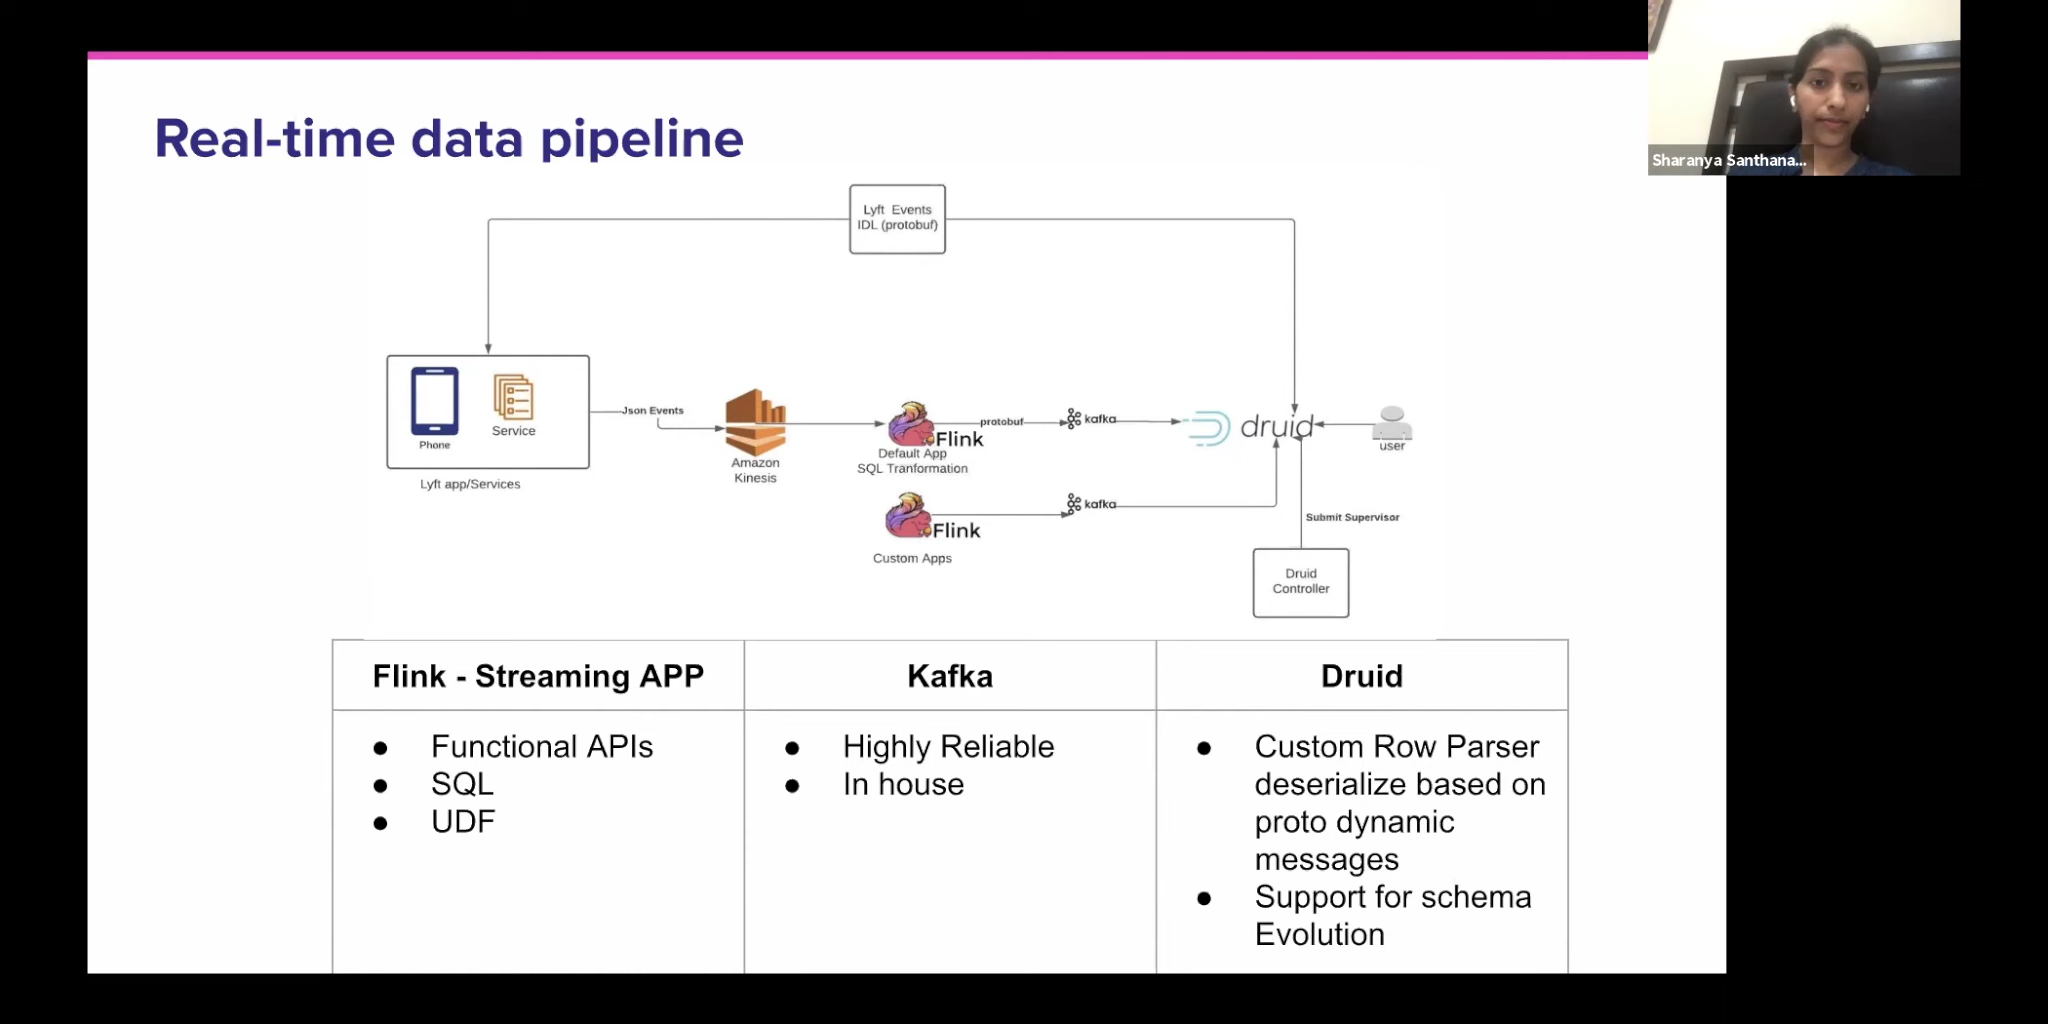 Real-time data pipeline
Sharanya Santhana...
Lyft Events
IDL (protobuf)
Phone
Service
Lyft app/Services
Json Events
Amazon
Kinesis
Flink
Default App
SQL Tranformation
protobuf
kafka
druid
user
Flink
Custom Apps
kafka
Submit Supervisor
Druid
Controller
Flink - Streaming APP
Kafka
Druid
● Functional APIs
● SQL
● UDF
● Highly Reliable
● In house
● Custom Row Parser
deserialize based on
proto dynamic
messages
● Support for schema
Evolution